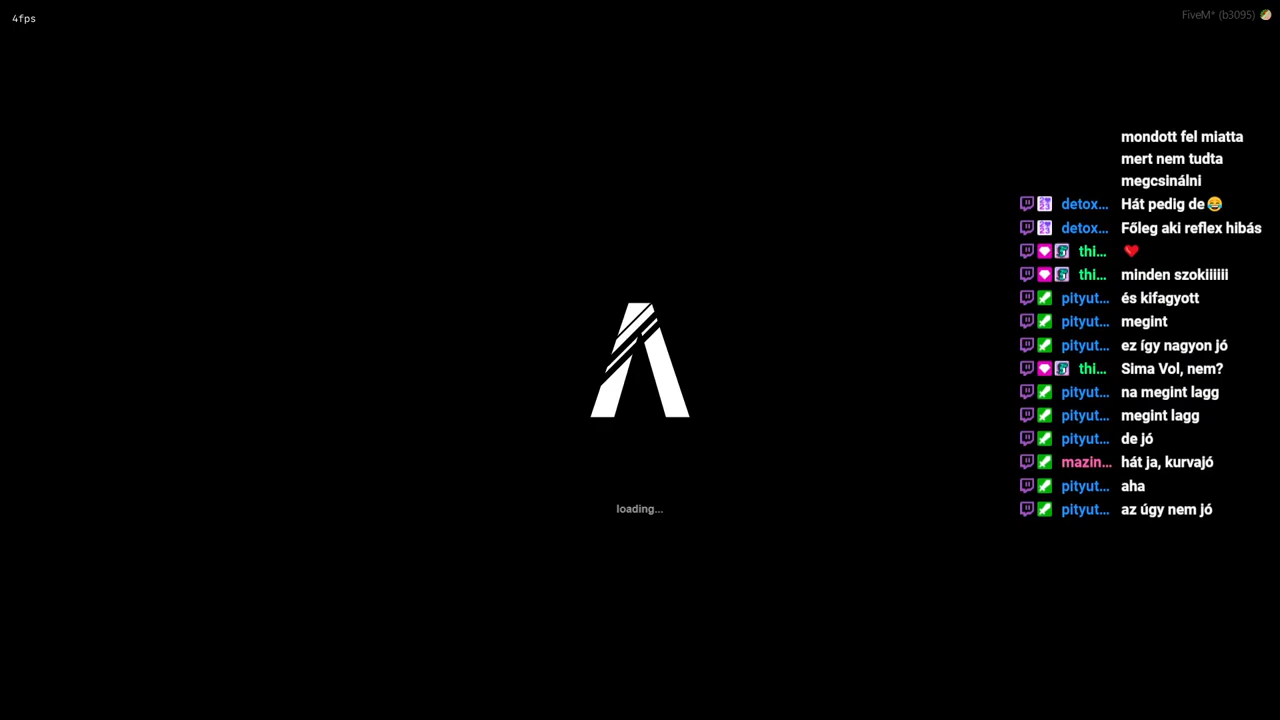 4fps
FiveM* (b3095)
mondott fel miatta
mert nem tudta
megcsinálni
detox... Hát pedig de😂
detox... Főleg aki reflex hibás
thi... ❤️
thi... minden szokiiiiii
pityut... és kifagyott
pityut... megint
pityut... ez így nagyon jó
thi... Sima Vol, nem?
pityut... na megint lagg
pityut... megint lagg
pityut... de jó
mazin... hát ja, kurvajó
pityut... aha
pityut... az úgy nem jó
loading...